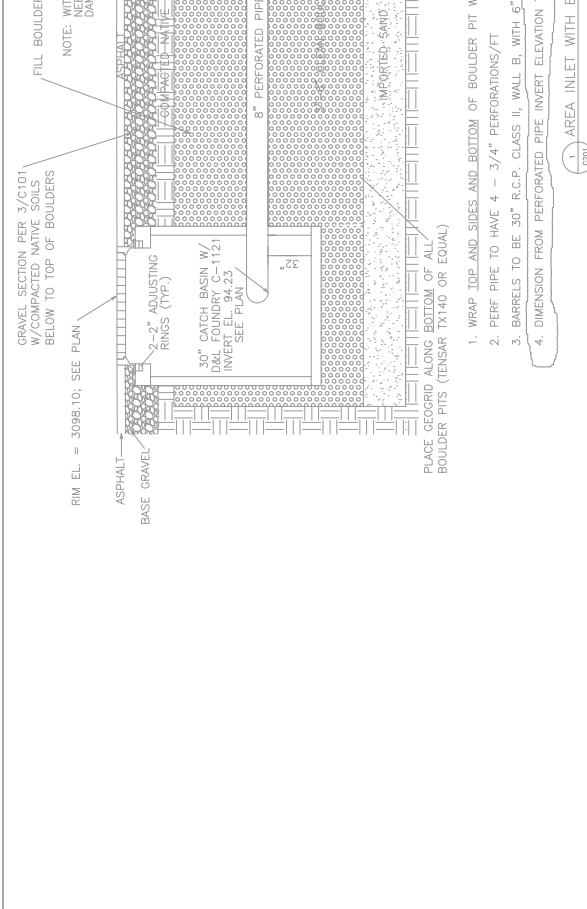 GRAVEL SECTION PER 3/C101
W/COMPACTED NATIVE SOILS
BELOW TO TOP OF BOULDERS
FILL BOULDER
NOTE: WIT
NEE
DAM
RIM EL. = 3098.10; SEE PLAN
ASPHALT
BASE GRAVEL
ASPHALT
COMPACTED NATIVE
2-2" ADJUSTING
RINGS (TYP.)
30" CATCH BASIN W/
D&L FOUNDRY C-1121
INVERT EL. 94.23
SEE PLAN
32"
8" PERFORATED PIPE
IMPORTED SAND
PLACE GEOGRID ALONG BOTTOM OF ALL
BOULDER PITS (TENSAR TX140 OR EQUAL)
1. WRAP TOP AND SIDES AND BOTTOM OF BOULDER PIT W
2. PERF PIPE TO HAVE 4 - 3/4" PERFORATIONS/FT
3. BARRELS TO BE 30" R.C.P. CLASS II, WALL B, WITH 6"
4. DIMENSION FROM PERFORATED PIPE INVERT ELEVATION
1
C201
AREA INLET WITH B